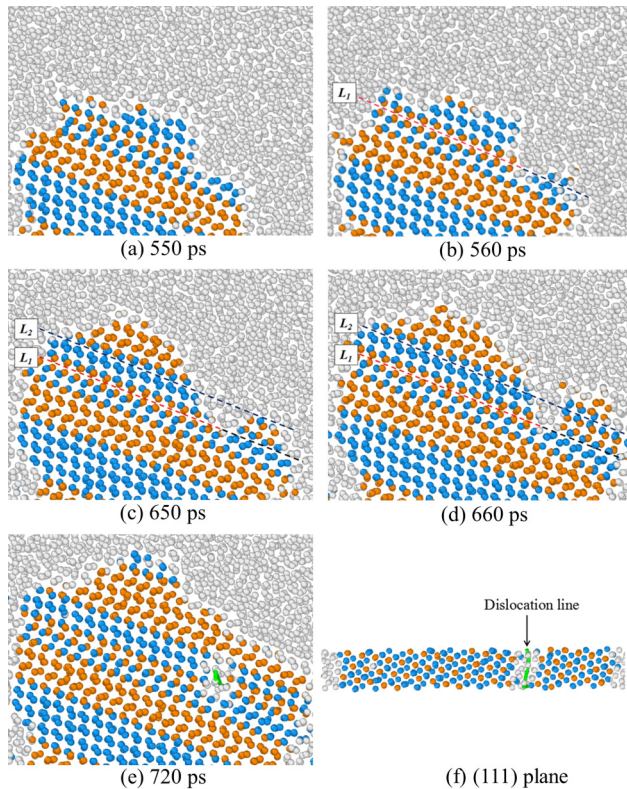 L1
(a) 550 ps
(b) 560 ps
L2
L1
L2
L1
(c) 650 ps
(d) 660 ps
Dislocation line
(e) 720 ps
(f) (111) plane